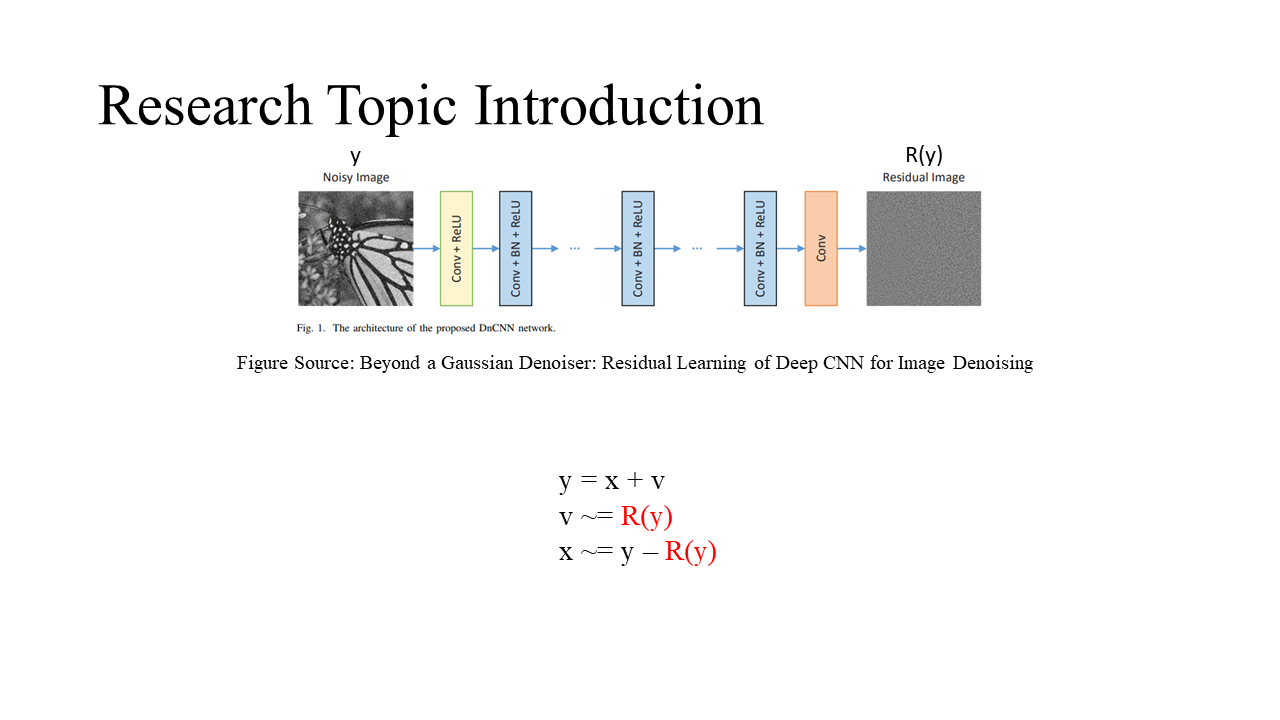 Research Topic Introduction
y
R(y)
Noisy Image
Residual Image
Conv + ReLU
Conv + BN + ReLU
...
Conv + BN + ReLU
...
Conv + BN + ReLU
Conv
Fig. 1. The architecture of the proposed DnCNN network.
Figure Source: Beyond a Gaussian Denoiser: Residual Learning of Deep CNN for Image Denoising
y = x + v
v ~= R(y)
x ~= y – R(y)